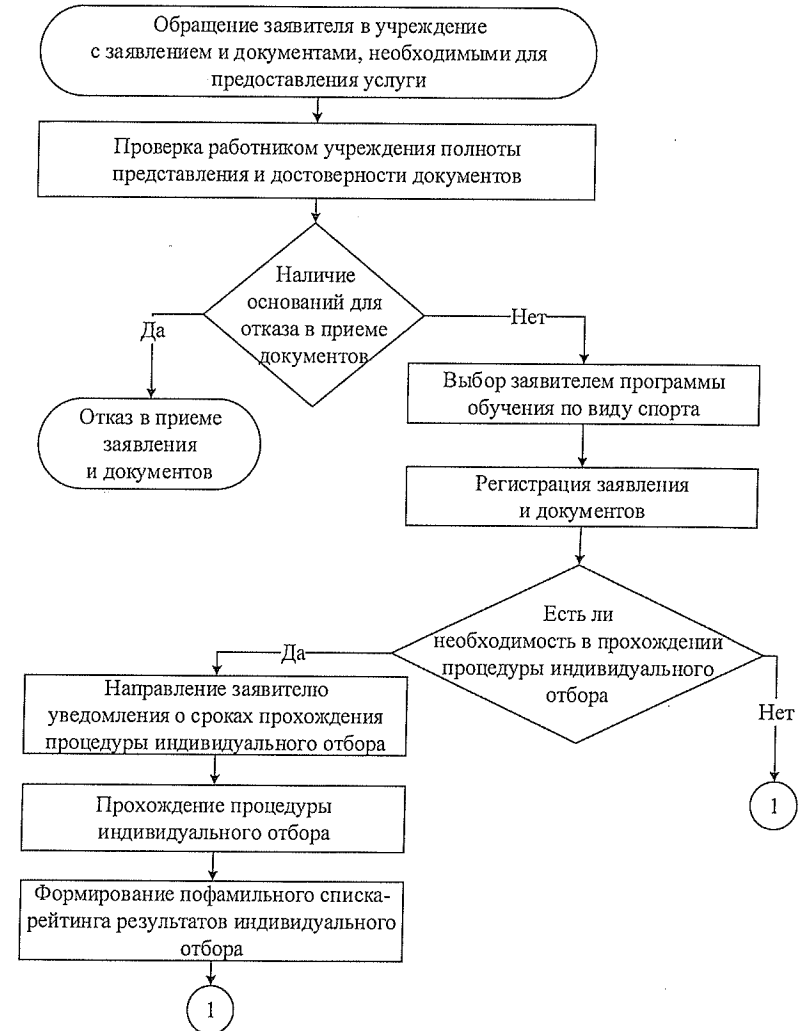 Обращение заявителя в учреждение
с заявлением и документами, необходимыми для
предоставления услуги
Проверка работником учреждения полноты
представления и достоверности документов
Наличие
оснований для
отказа в приеме
документов
Да
Нет
Отказ в приеме
заявления
и документов
Выбор заявителем программы
обучения по виду спорта
Регистрация заявления
и документов
Есть ли
необходимость в прохождении
процедуры индивидуального
отбора
Да
Нет
Направление заявителю
уведомления о сроках прохождения
процедуры индивидуального отбора
1
Прохождение процедуры
индивидуального отбора
Формирование пофамильного списка-
рейтинга результатов индивидуального
отбора
1